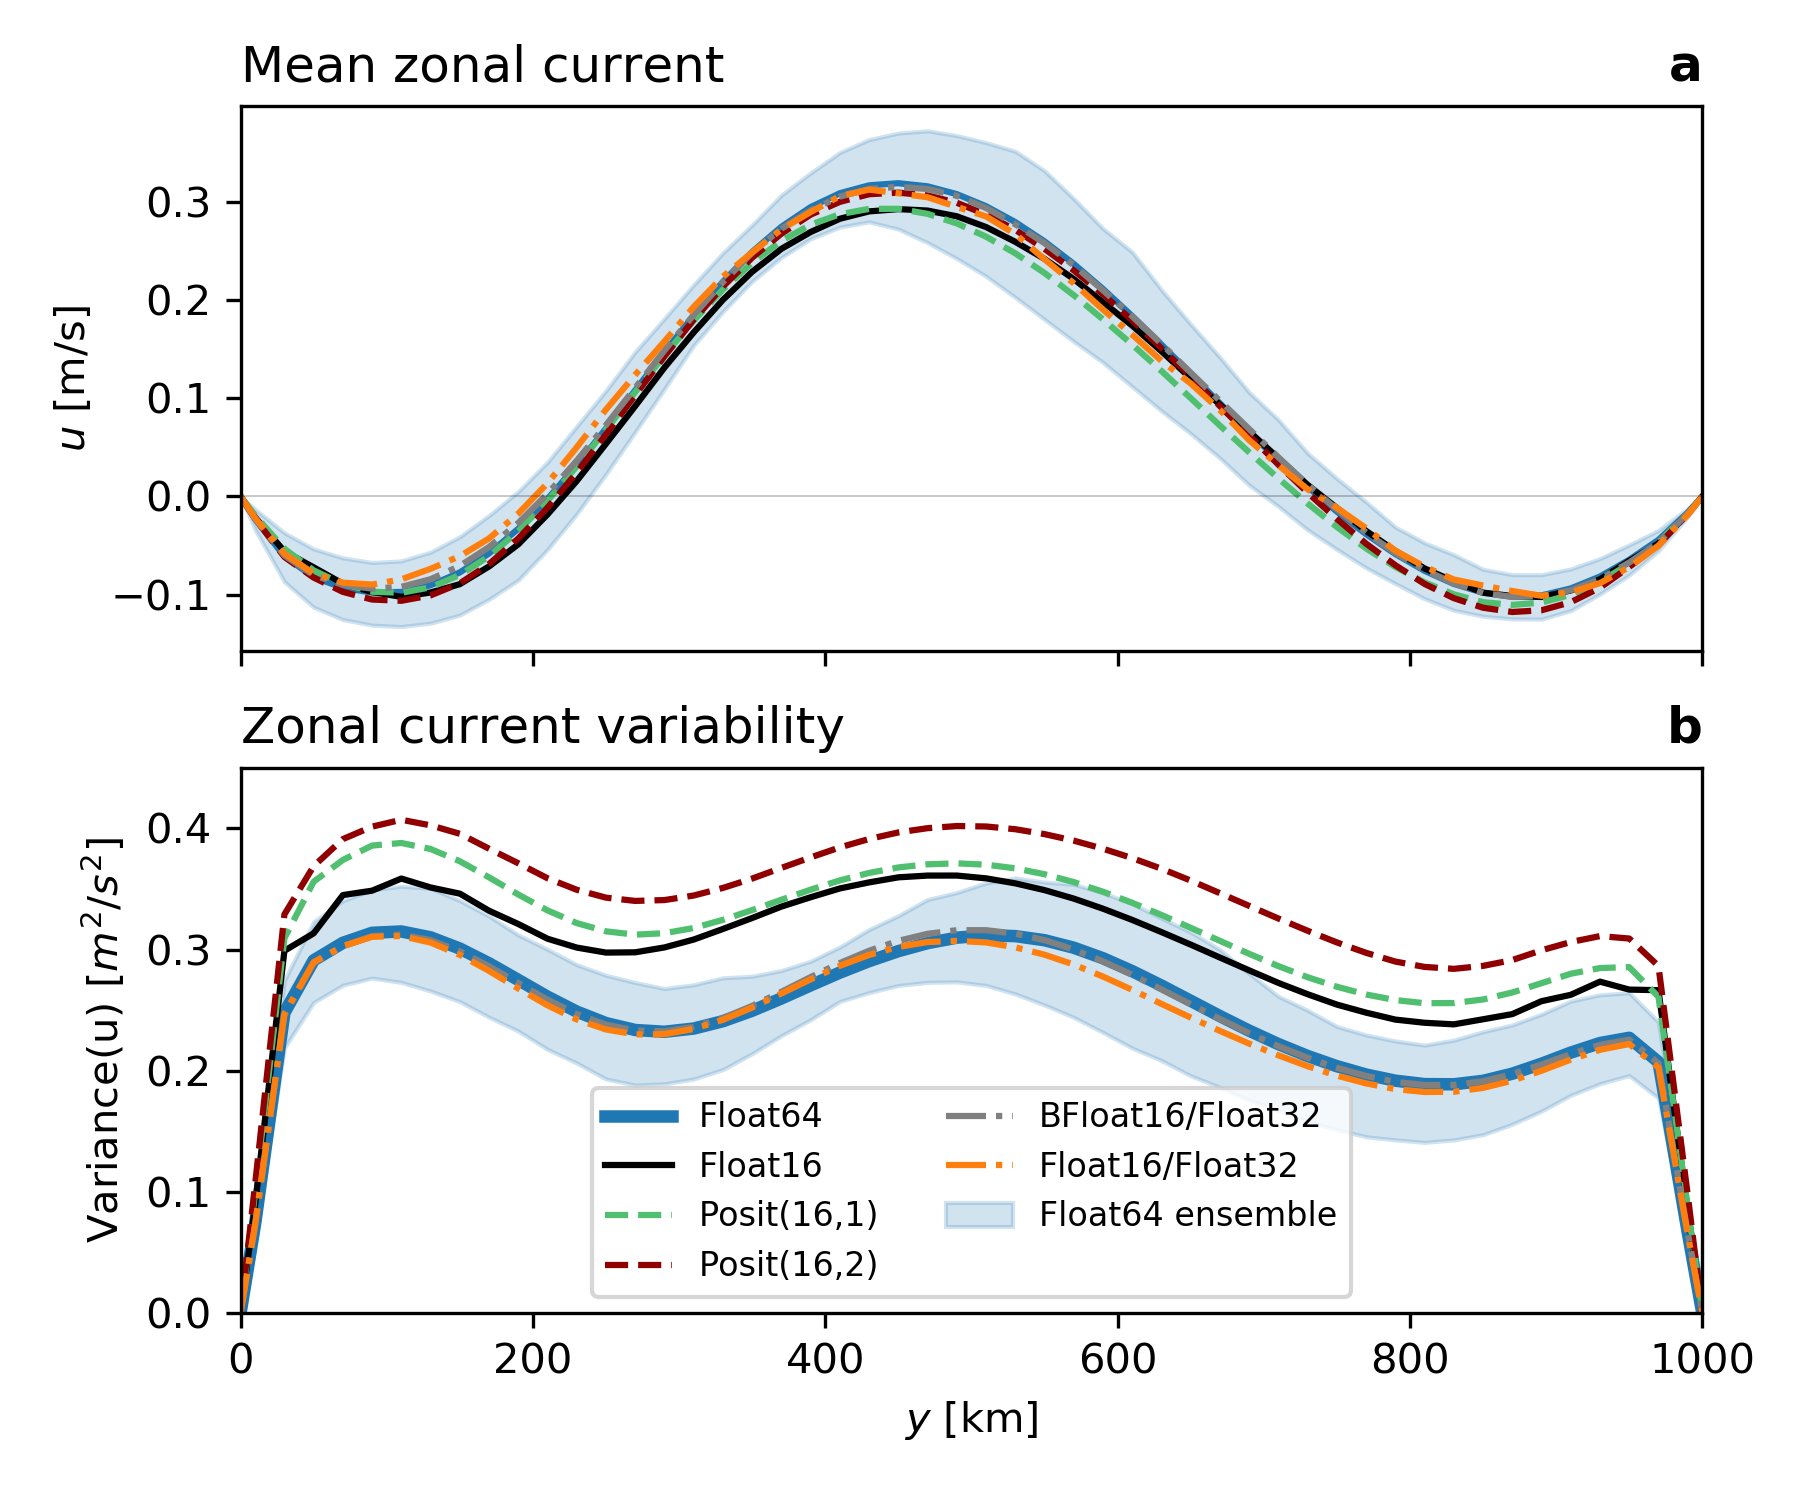 Mean zonal current a
0.3
0.2
0.1
0.0
−0.1
u [m/s]
Zonal current variability b
0.4
0.3
0.2
0.1
0.0
Variance(u) [m²/s²]
Float64 BFloat16/Float32
Float16 Float16/Float32
Posit(16,1) Float64 ensemble
Posit(16,2)
0 200 400 600 800 1000
y [km]